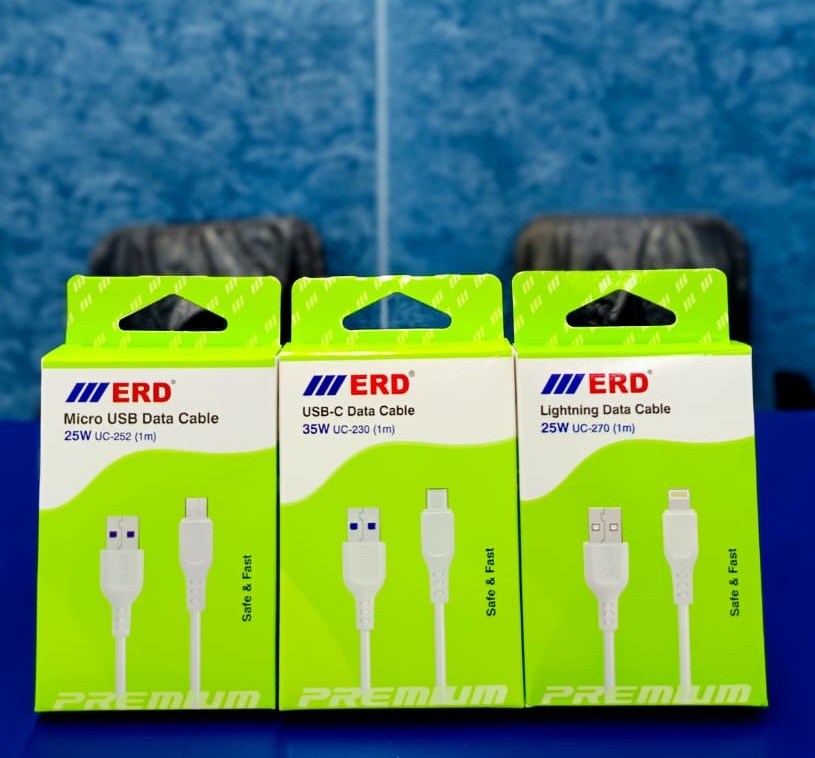 ERD®
Micro USB Data Cable
25W UC-252 (1m)
Safe & Fast
PREMIUM
ERD®
USB-C Data Cable
35W UC-230 (1m)
Safe & Fast
PREMIUM
ERD®
Lightning Data Cable
25W UC-270 (1m)
Safe & Fast
PREMIUM